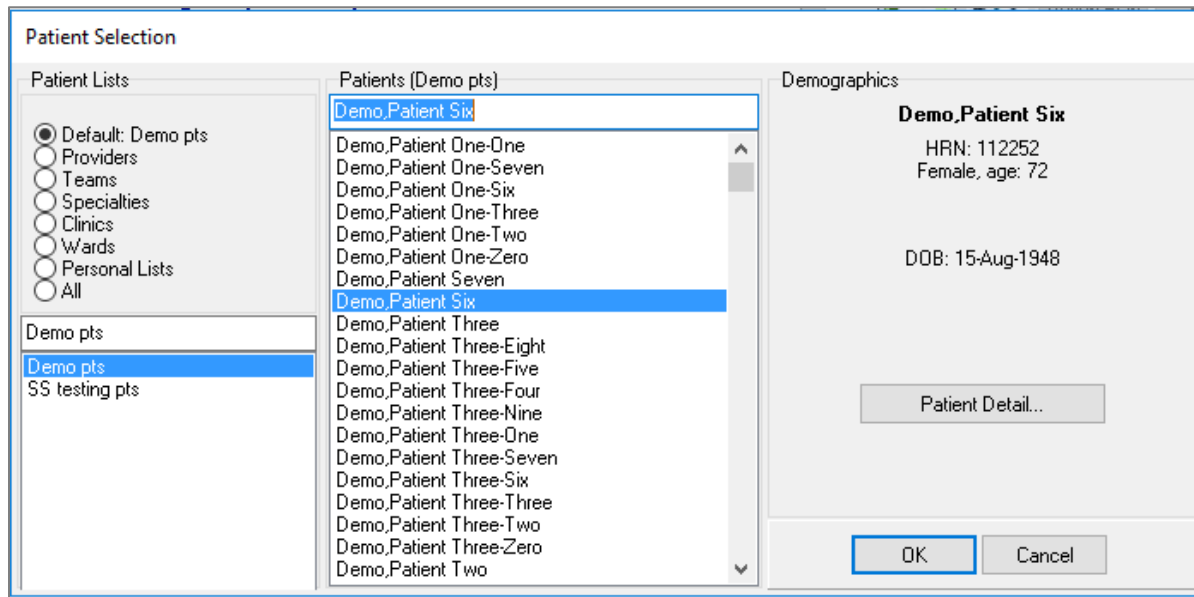 Patient Selection
Patient Lists
Default: Demo pts
Providers
Teams
Specialties
Clinics
Wards
Personal Lists
All
Demo pts
Demo pts
SS testing pts
Patients (Demo pts)
Demo,Patient Six
Demo,Patient One-One
Demo,Patient One-Seven
Demo,Patient One-Six
Demo,Patient One-Three
Demo,Patient One-Two
Demo,Patient One-Zero
Demo,Patient Seven
Demo,Patient Six
Demo,Patient Three
Demo,Patient Three-Eight
Demo,Patient Three-Five
Demo,Patient Three-Four
Demo,Patient Three-Nine
Demo,Patient Three-One
Demo,Patient Three-Seven
Demo,Patient Three-Six
Demo,Patient Three-Three
Demo,Patient Three-Two
Demo,Patient Three-Zero
Demo,Patient Two
Demographics
Demo,Patient Six
HRN: 112252
Female, age: 72
DOB: 15-Aug-1948
Patient Detail...
OK
Cancel